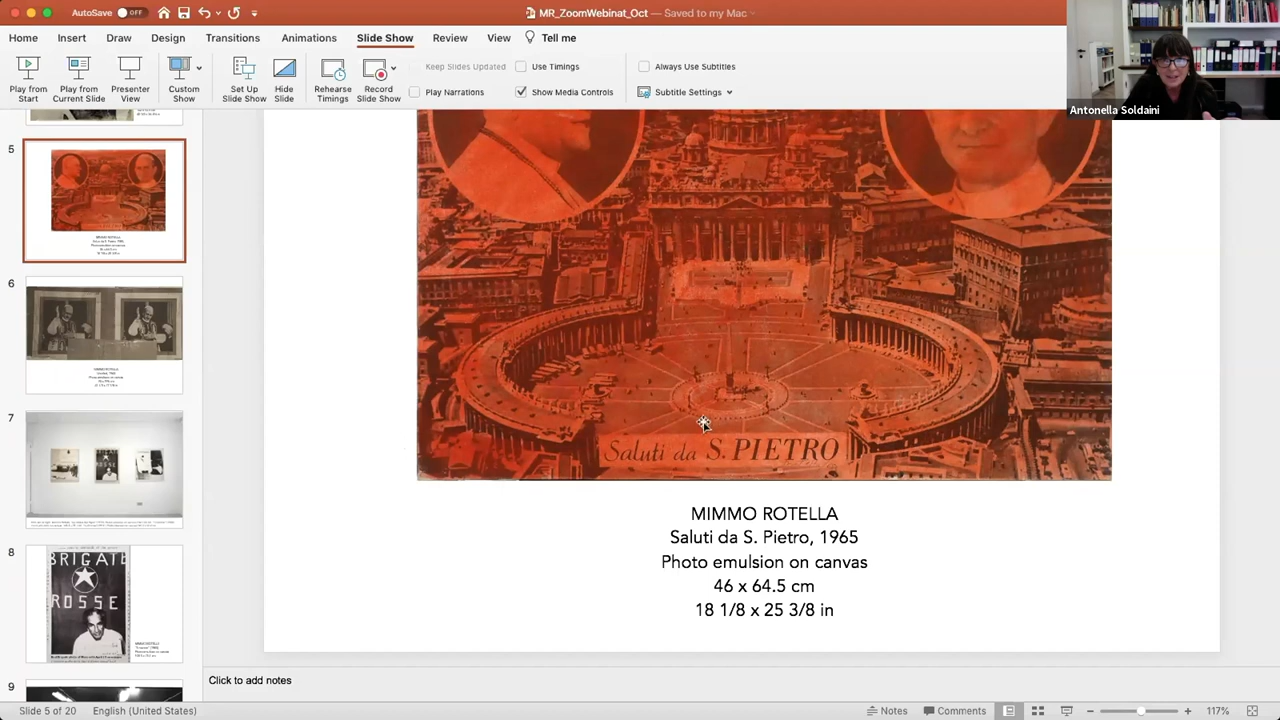 AutoSave OFF
MR_ZoomWebinat_Oct — Saved to my Mac
Home Insert Draw Design Transitions Animations Slide Show Review View Tell me
Keep Slides Updated Use Timings Always Use Subtitles
Play from Start Play from Current Slide Presenter View Custom Show Set Up Slide Show Hide Slide Rehearse Timings Record Slide Show
Play Narrations Show Media Controls Subtitle Settings
Antonella Soldaini
5
6
7
8
BRIGATE
ROSSE
9
Saluti da S. PIETRO
MIMMO ROTELLA
Saluti da S. Pietro, 1965
Photo emulsion on canvas
46 x 64.5 cm
18 1/8 x 25 3/8 in
Click to add notes
Slide 5 of 20 English (United States) Notes Comments 117%